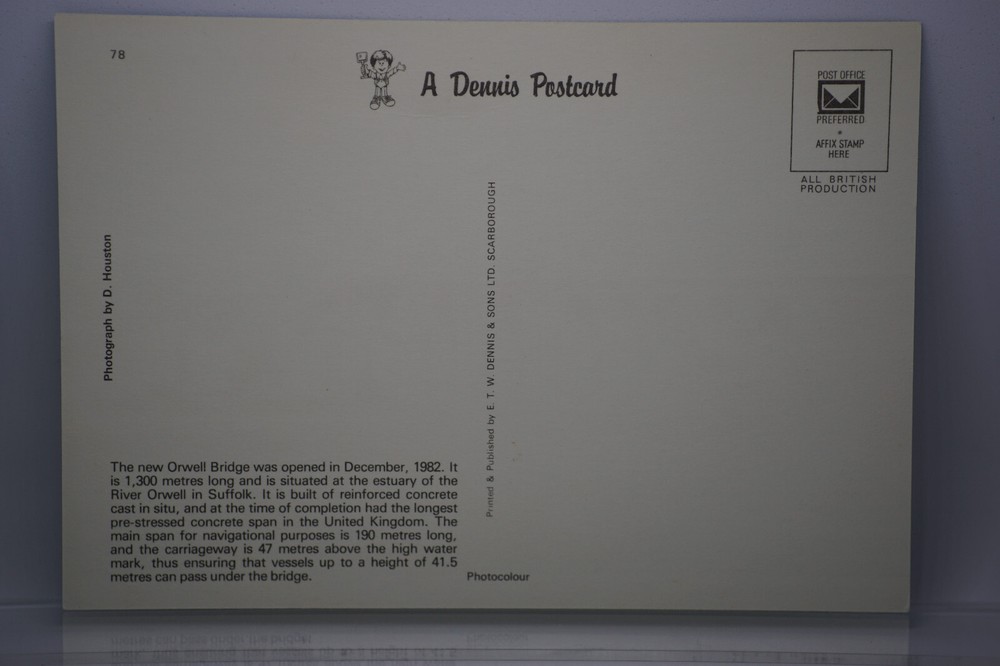 78
A Dennis Postcard
POST OFFICE
PREFERRED
AFFIX STAMP
HERE
ALL BRITISH
PRODUCTION
Photograph by D. Houston
Printed & Published by E. T. W. DENNIS & SONS LTD. SCARBOROUGH
The new Orwell Bridge was opened in December, 1982. It
is 1,300 metres long and is situated at the estuary of the
River Orwell in Suffolk. It is built of reinforced concrete
cast in situ, and at the time of completion had the longest
pre-stressed concrete span in the United Kingdom. The
main span for navigational purposes is 190 metres long,
and the carriageway is 47 metres above the high water
mark, thus ensuring that vessels up to a height of 41.5
metres can pass under the bridge.
Photocolour